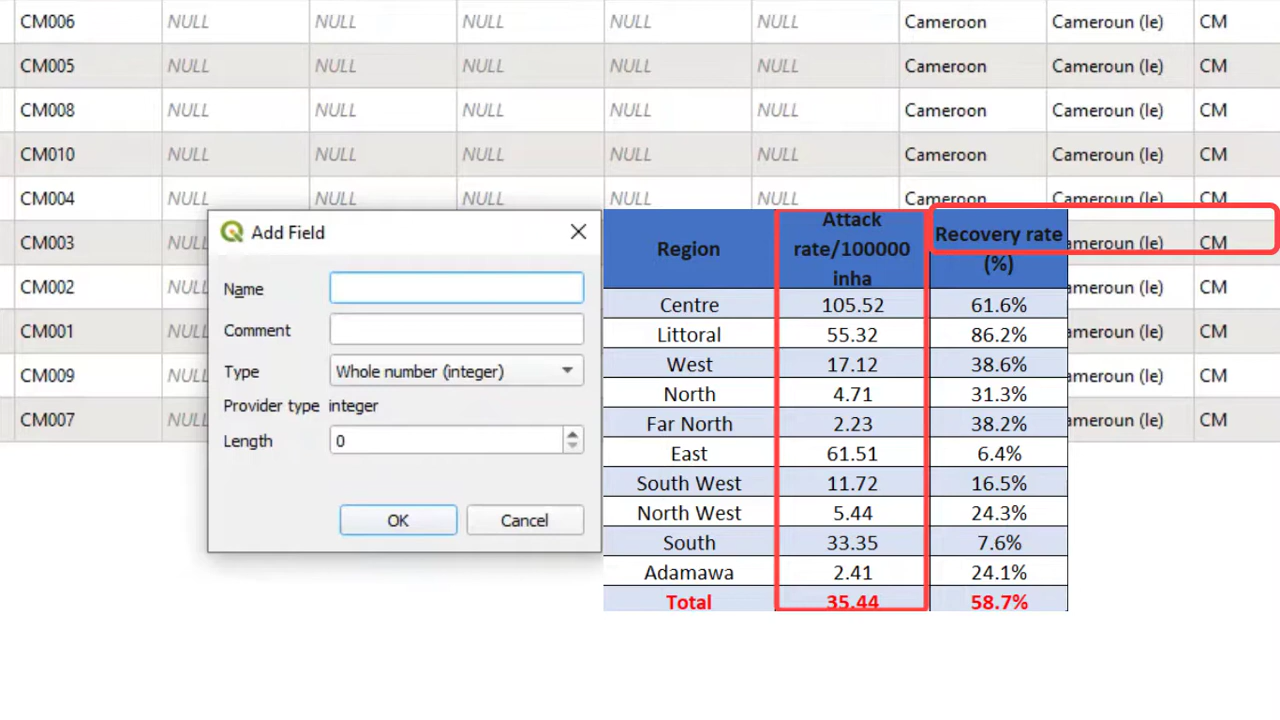 CM006 NULL NULL NULL NULL NULL Cameroon Cameroun (le) CM
CM005 NULL NULL NULL NULL NULL Cameroon Cameroun (le) CM
CM008 NULL NULL NULL NULL NULL Cameroon Cameroun (le) CM
CM010 NULL NULL NULL NULL NULL Cameroon Cameroun (le) CM
CM004 NULL NULL NULL NULL NULL Cameroon Cameroun (le) CM
CM003 NULL ameroun (le) CM
CM002 NULL ameroun (le) CM
CM001 NULL ameroun (le) CM
CM009 NULL ameroun (le) CM
CM007 NULL ameroun (le) CM
Add Field
Name
Comment
Type Whole number (integer)
Provider type integer
Length 0
OK Cancel
Region Attack rate/100000 inha Recovery rate (%)
Centre 105.52 61.6%
Littoral 55.32 86.2%
West 17.12 38.6%
North 4.71 31.3%
Far North 2.23 38.2%
East 61.51 6.4%
South West 11.72 16.5%
North West 5.44 24.3%
South 33.35 7.6%
Adamawa 2.41 24.1%
Total 35.44 58.7%